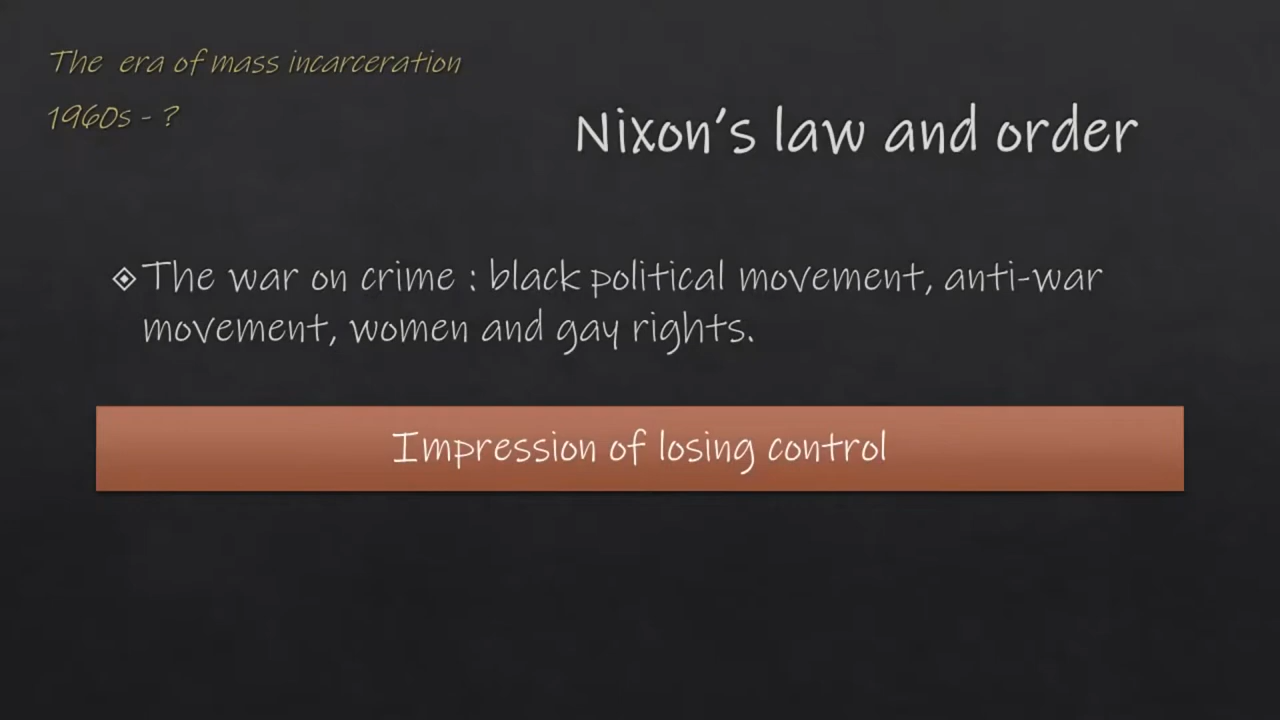 The era of mass incarceration
1960s - ?
Nixon's law and order
The war on crime : black political movement, anti-war
movement, women and gay rights.
Impression of losing control